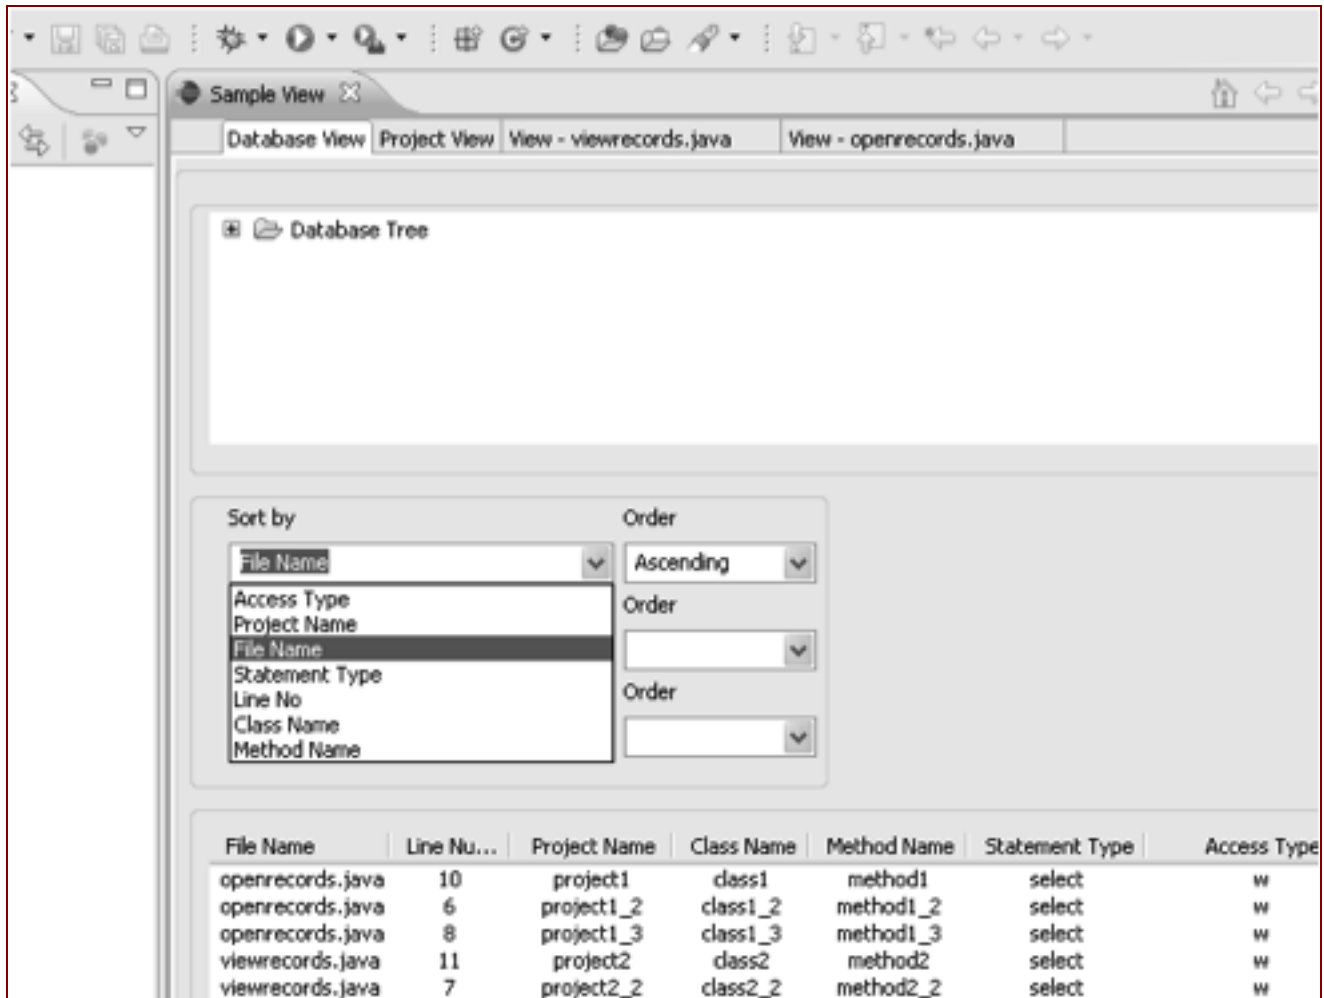 Sample View
Database View Project View View - viewrecords.java View - openrecords.java
Database Tree
Sort by Order
File Name Ascending
Access Type
Order
Project Name
File Name
Statement Type
Order
Line No
Class Name
Method Name
File Name Line Nu... Project Name Class Name Method Name Statement Type Access Type
openrecords.java 10 project1 class1 method1 select w
openrecords.java 6 project1_2 class1_2 method1_2 select w
openrecords.java 8 project1_3 class1_3 method1_3 select w
viewrecords.java 11 project2 class2 method2 select w
viewrecords.java 7 project2_2 class2_2 method2_2 select w